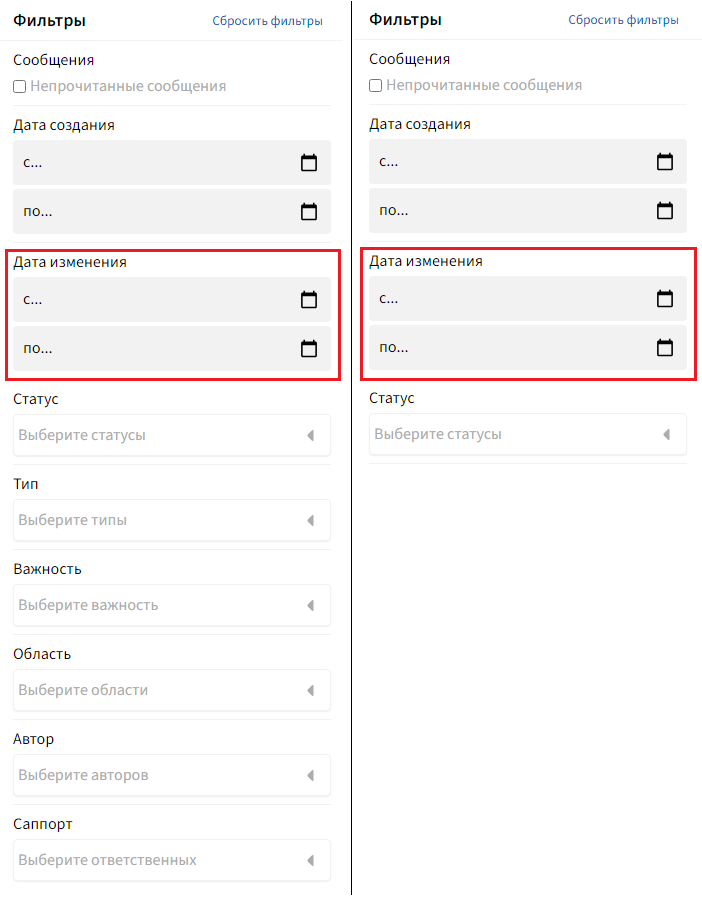 Фильтры
Сбросить фильтры
Сообщения
Непрочитанные сообщения
Дата создания
с...
по...
Дата изменения
с...
по...
Статус
Выберите статусы
Тип
Выберите типы
Важность
Выберите важность
Область
Выберите области
Автор
Выберите авторов
Саппорт
Выберите ответственных
Фильтры
Сбросить фильтры
Сообщения
Непрочитанные сообщения
Дата создания
с...
по...
Дата изменения
с...
по...
Статус
Выберите статусы